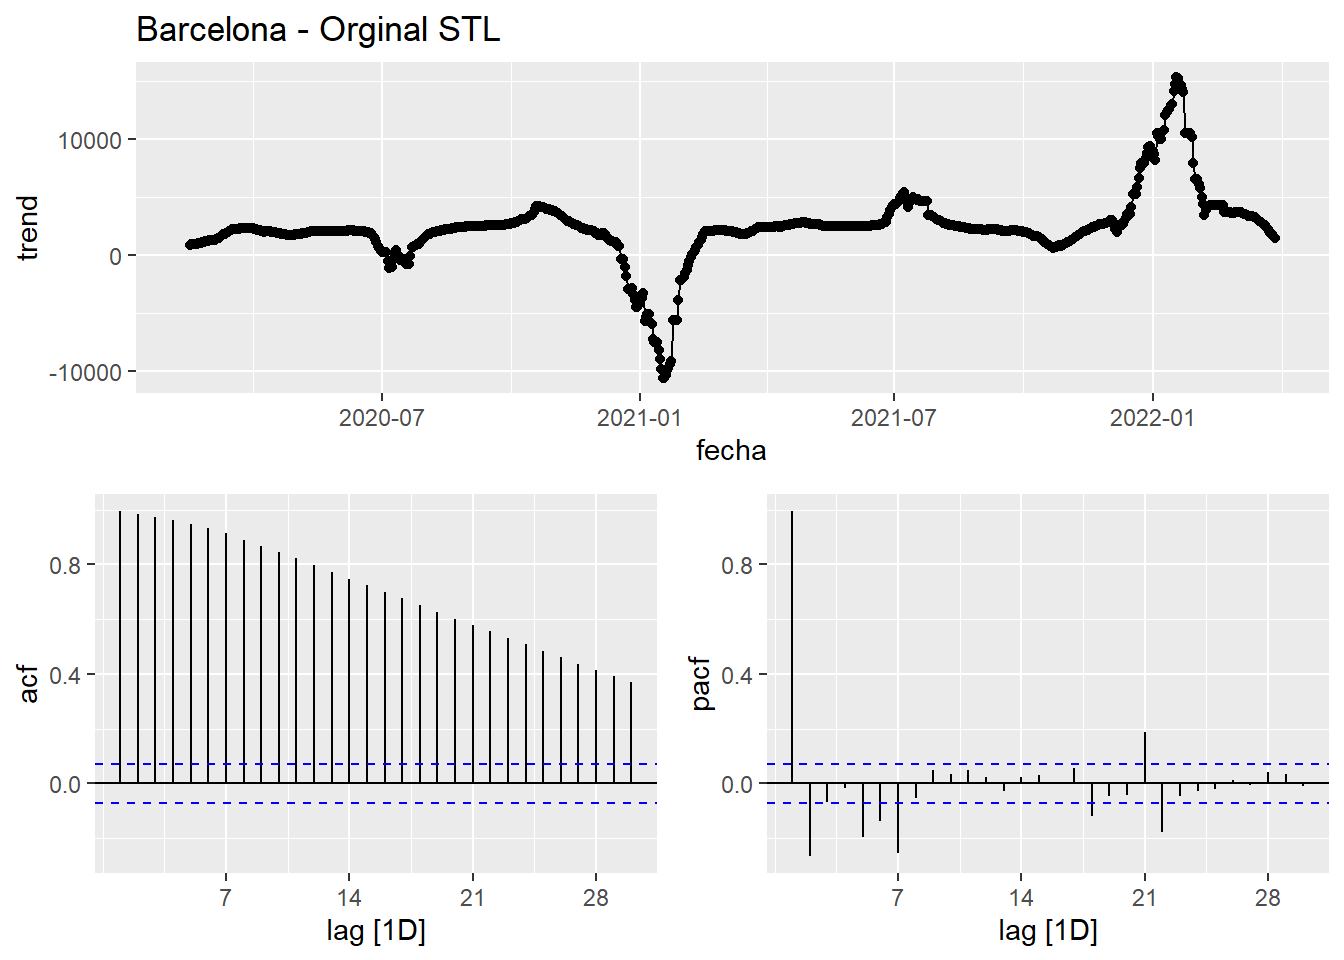 Barcelona - Orginal STL
trend
10000
0
-10000
2020-07 2021-01 2021-07 2022-01
fecha
acf
0.8
0.4
0.0
7 14 21 28
lag [1D]
pacf
0.8
0.4
0.0
7 14 21 28
lag [1D]